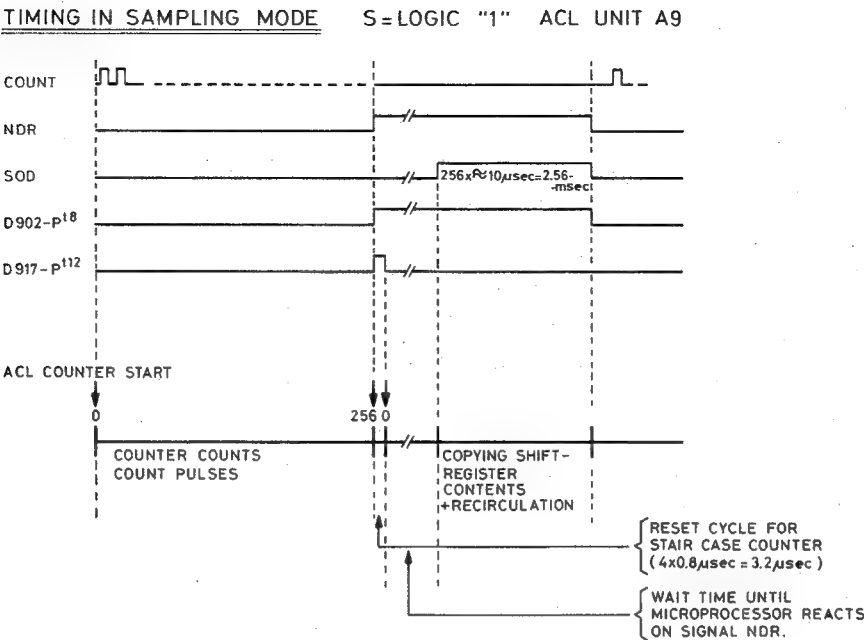 TIMING IN SAMPLING MODE S=LOGIC "1" ACL UNIT A9
COUNT
NDR
SOD
256x≈10µsec=2.56-
-msec
D902-Pt8
D917-Pt12
ACL COUNTER START
0
256 0
COUNTER COUNTS
COUNT PULSES
COPYING SHIFT-
REGISTER
CONTENTS
+RECIRCULATION
RESET CYCLE FOR
STAIR CASE COUNTER
(4x0.8µsec=3.2µsec)
WAIT TIME UNTIL
MICROPROCESSOR REACTS
ON SIGNAL NDR.